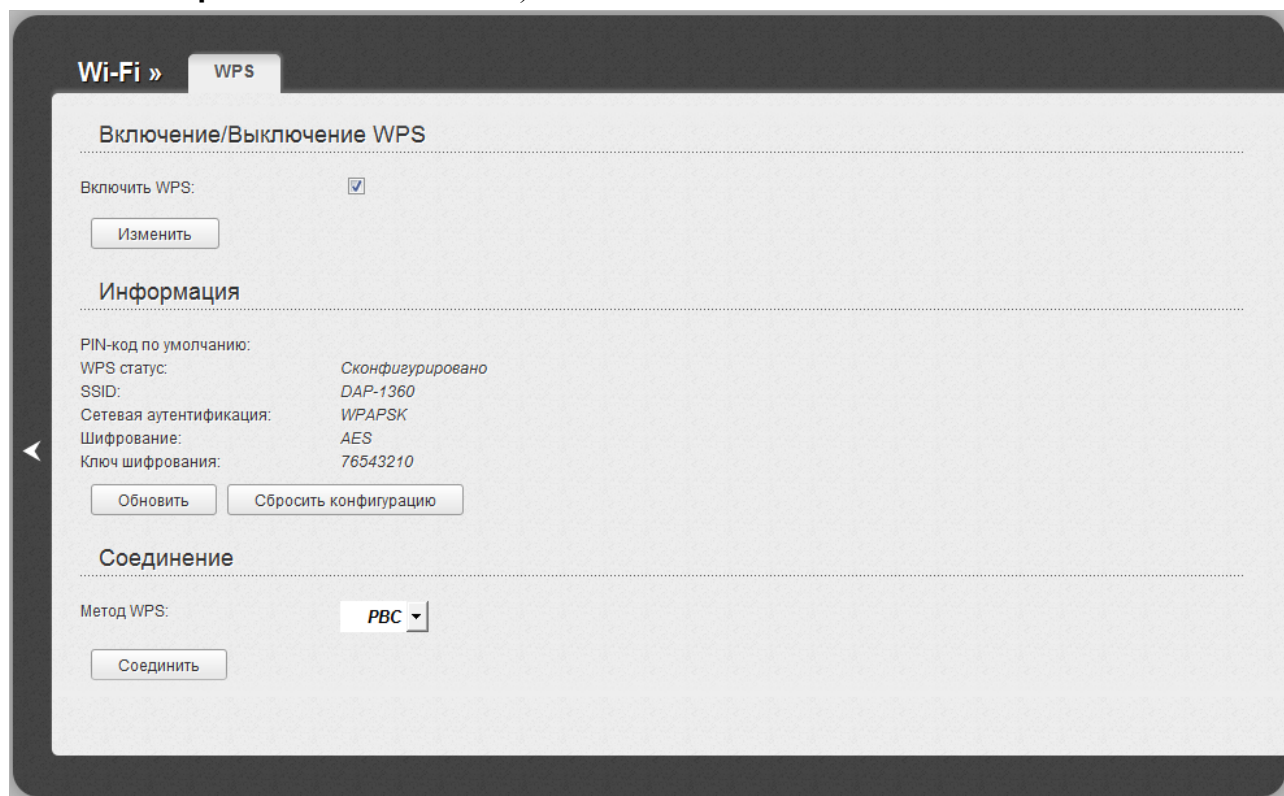 Wi-Fi » WPS
Включение/Выключение WPS
Включить WPS:
Изменить
Информация
PIN-код по умолчанию:
WPS статус: Сконфигурировано
SSID: DAP-1360
Сетевая аутентификация: WPAPSK
Шифрование: AES
Ключ шифрования: 76543210
Обновить Сбросить конфигурацию
Соединение
Метод WPS: PBC
Соединить